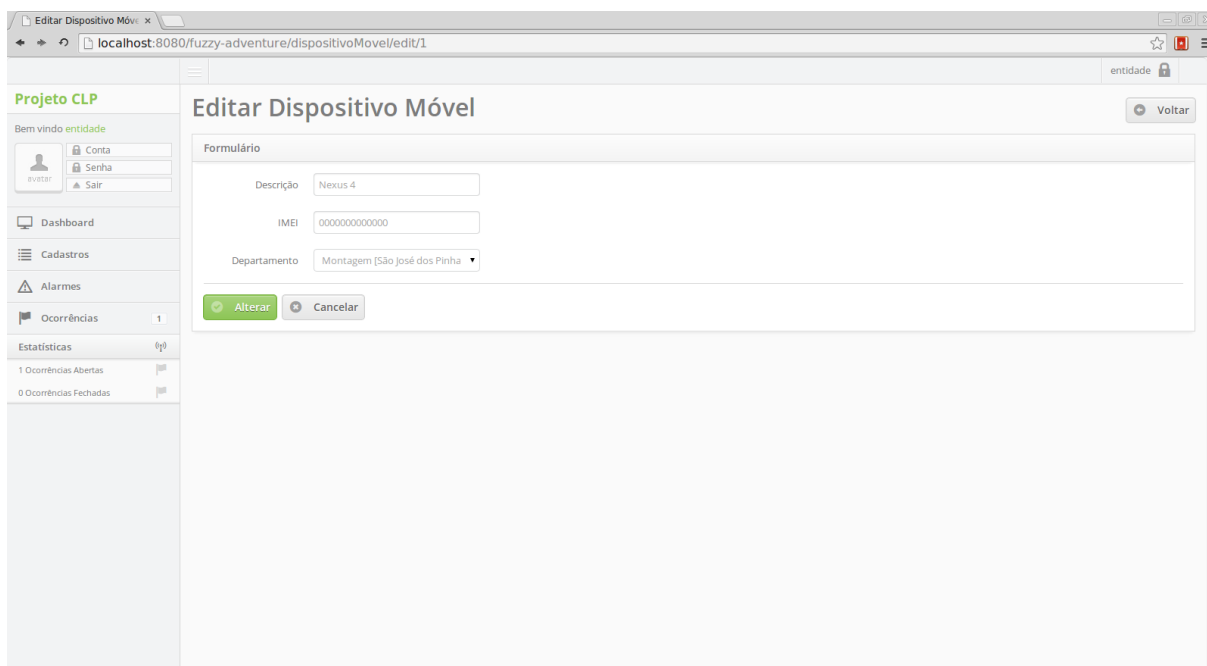 Editar Dispositivo Móve
localhost:8080/fuzzy-adventure/dispositivoMovel/edit/1
entidade
Projeto CLP
Bem vindo entidade
avatar
Conta
Senha
Sair
Dashboard
Cadastros
Alarmes
Ocorrências 1
Estatísticas
1 Ocorrências Abertas
0 Ocorrências Fechadas
Editar Dispositivo Móvel
Voltar
Formulário
Descrição Nexus 4
IMEI 0000000000000
Departamento Montagem [São José dos Pinha
Alterar Cancelar